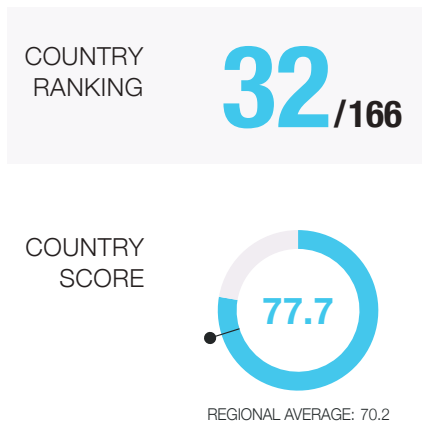 COUNTRY
RANKING
32/166
COUNTRY
SCORE
77.7
REGIONAL AVERAGE: 70.2